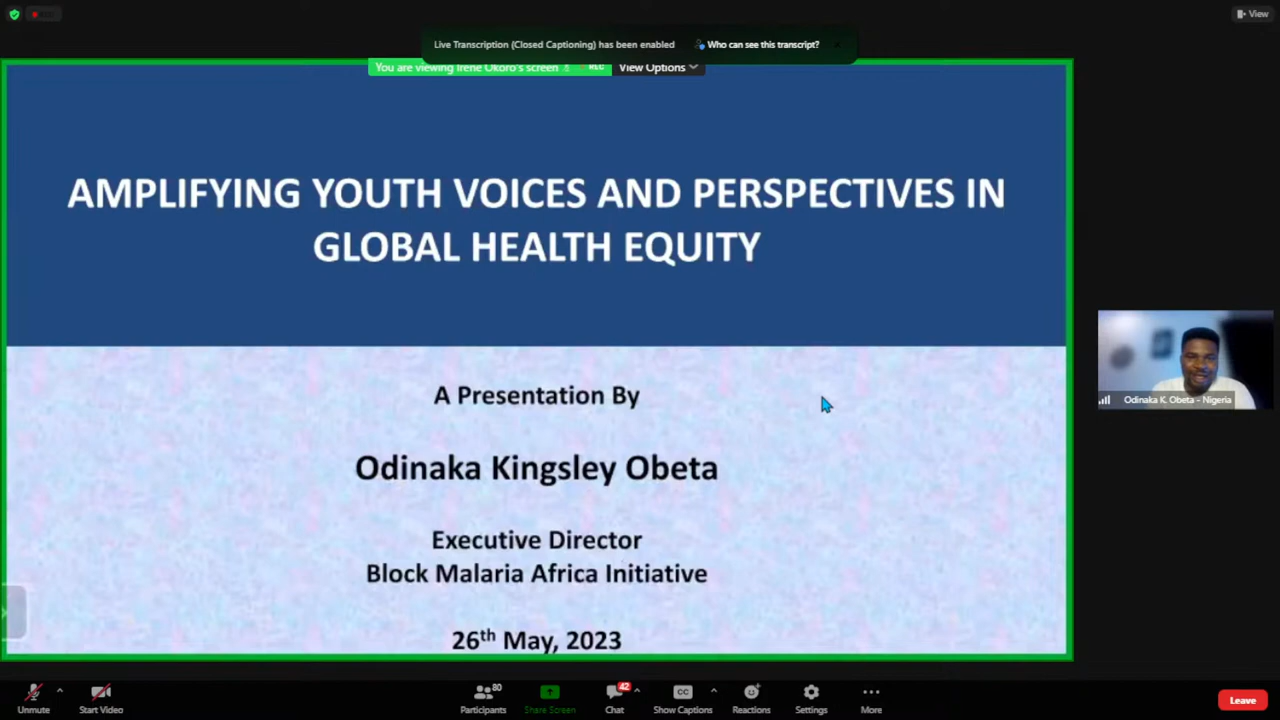 View
Live Transcription (Closed Captioning) has been enabled
Who can see this transcript?
You are viewing Irene Okoro's screen
REC
View Options
AMPLIFYING YOUTH VOICES AND PERSPECTIVES IN
GLOBAL HEALTH EQUITY
A Presentation By
Odinaka Kingsley Obeta
Executive Director
Block Malaria Africa Initiative
26th May, 2023
Odinaka K. Obeta - Nigeria
Unmute
Start Video
80
Participants
Share Screen
42
Chat
CC
Show Captions
Reactions
Settings
More
Leave